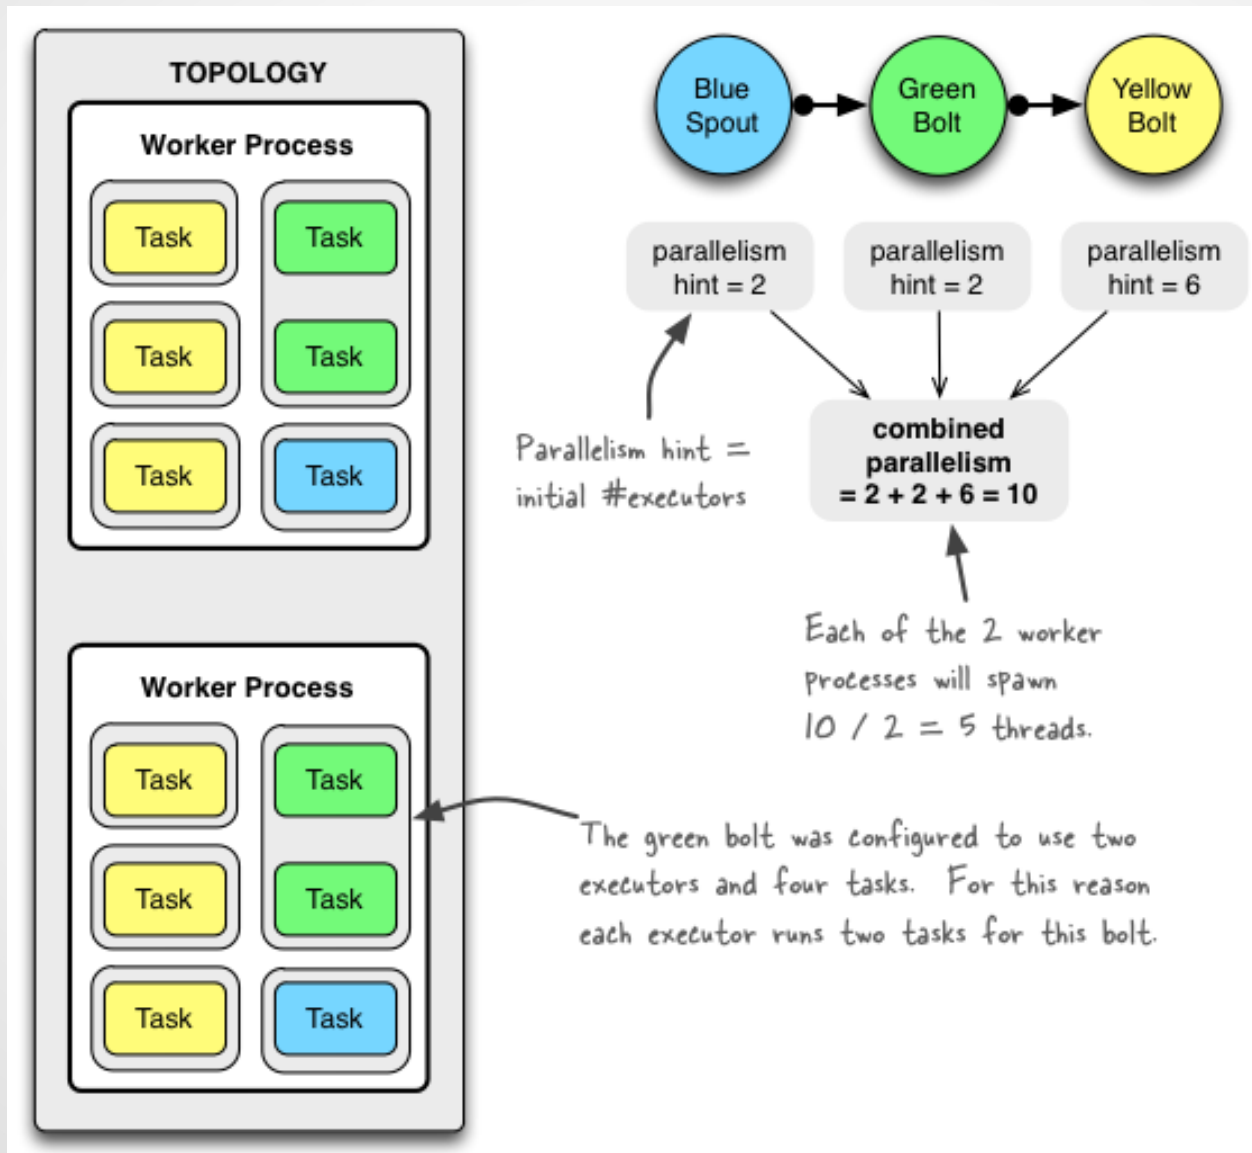 TOPOLOGY
Worker Process
Task
Task
Task
Task
Task
Task
Worker Process
Task
Task
Task
Task
Task
Task
Blue
Spout
Green
Bolt
Yellow
Bolt
parallelism
hint = 2
parallelism
hint = 2
parallelism
hint = 6
Parallelism hint =
initial #executors
combined
parallelism
= 2 + 2 + 6 = 10
Each of the 2 worker
processes will spawn
10 / 2 = 5 threads.
The green bolt was configured to use two
executors and four tasks. For this reason
each executor runs two tasks for this bolt.